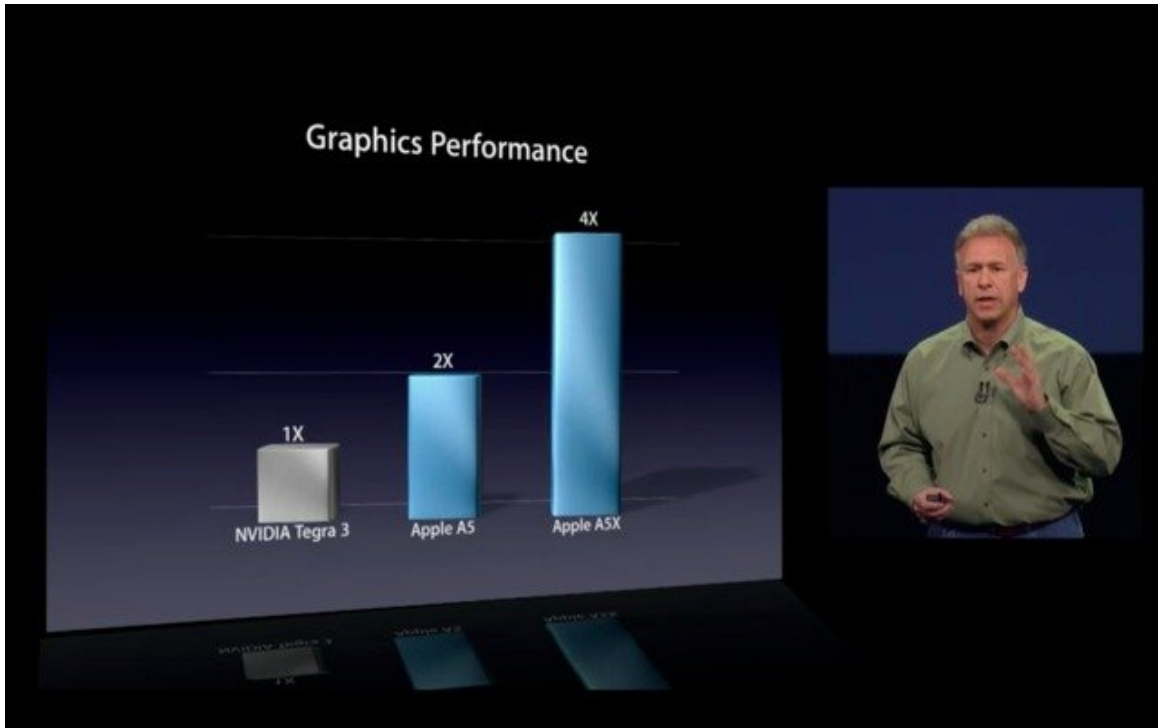 Graphics Performance
4X
2X
1X
NVIDIA Tegra 3
Apple A5
Apple A5X